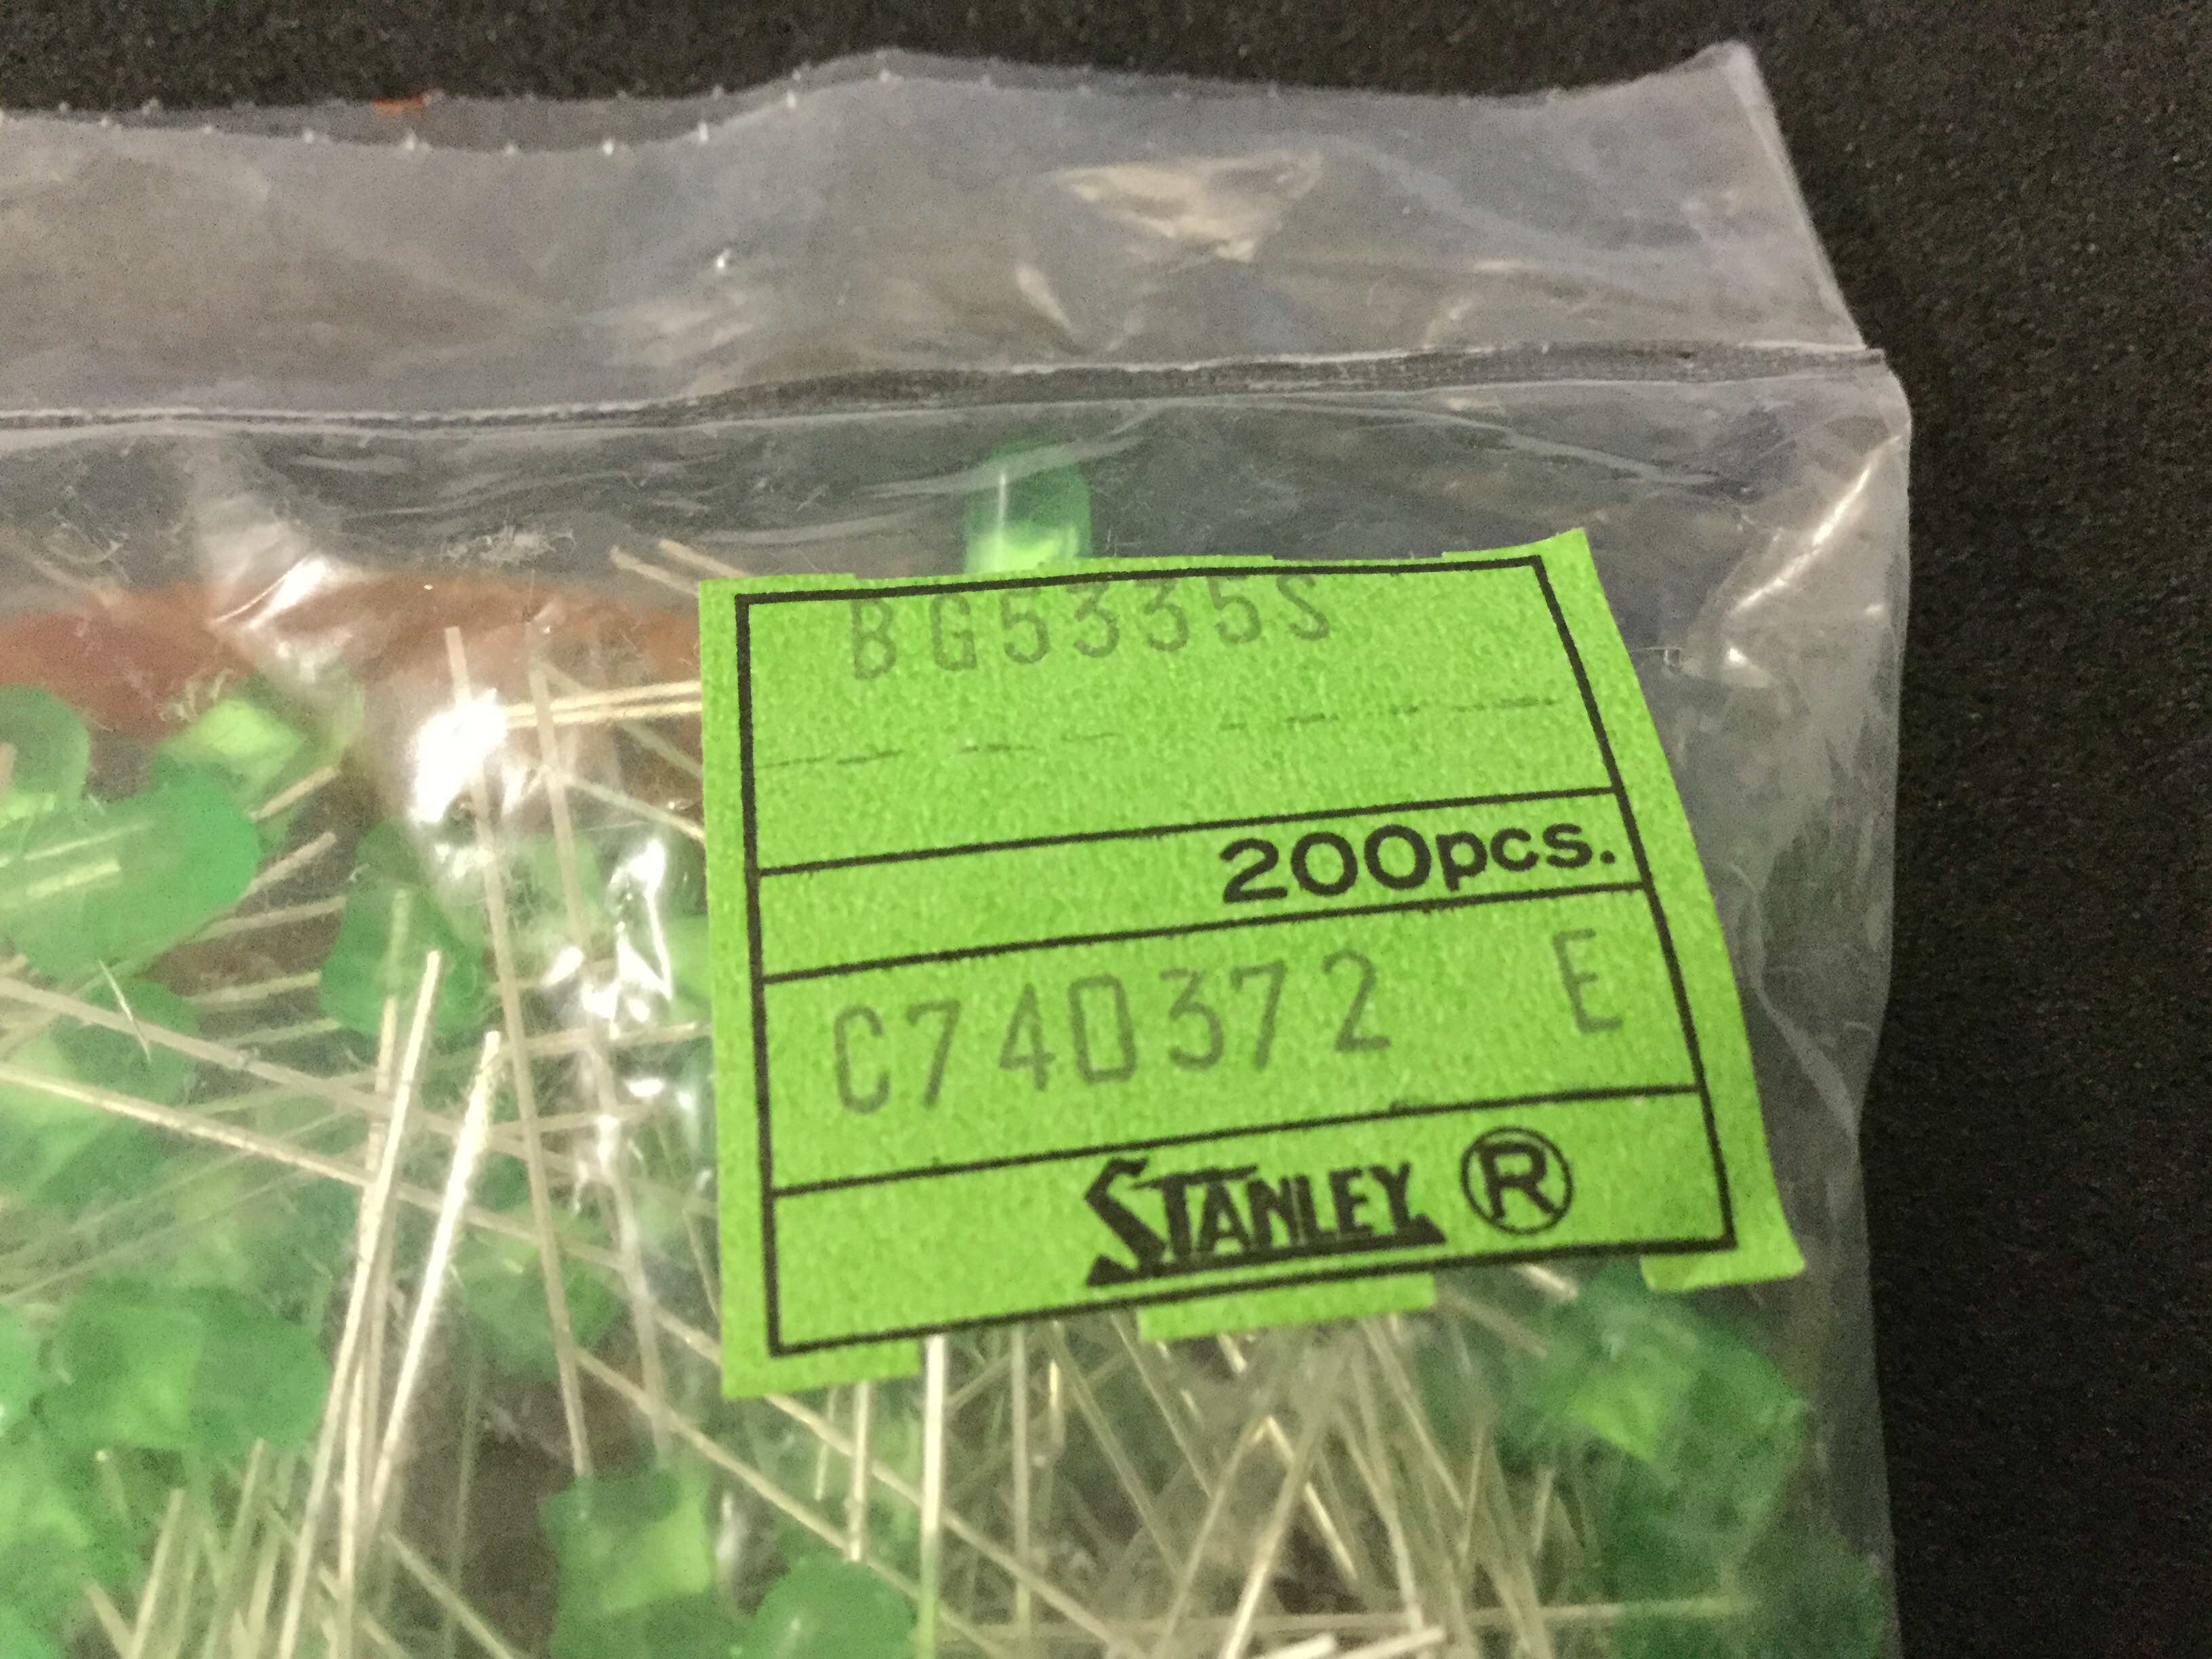 BG5335S
200pcs.
C740372 E
STANLEY ®